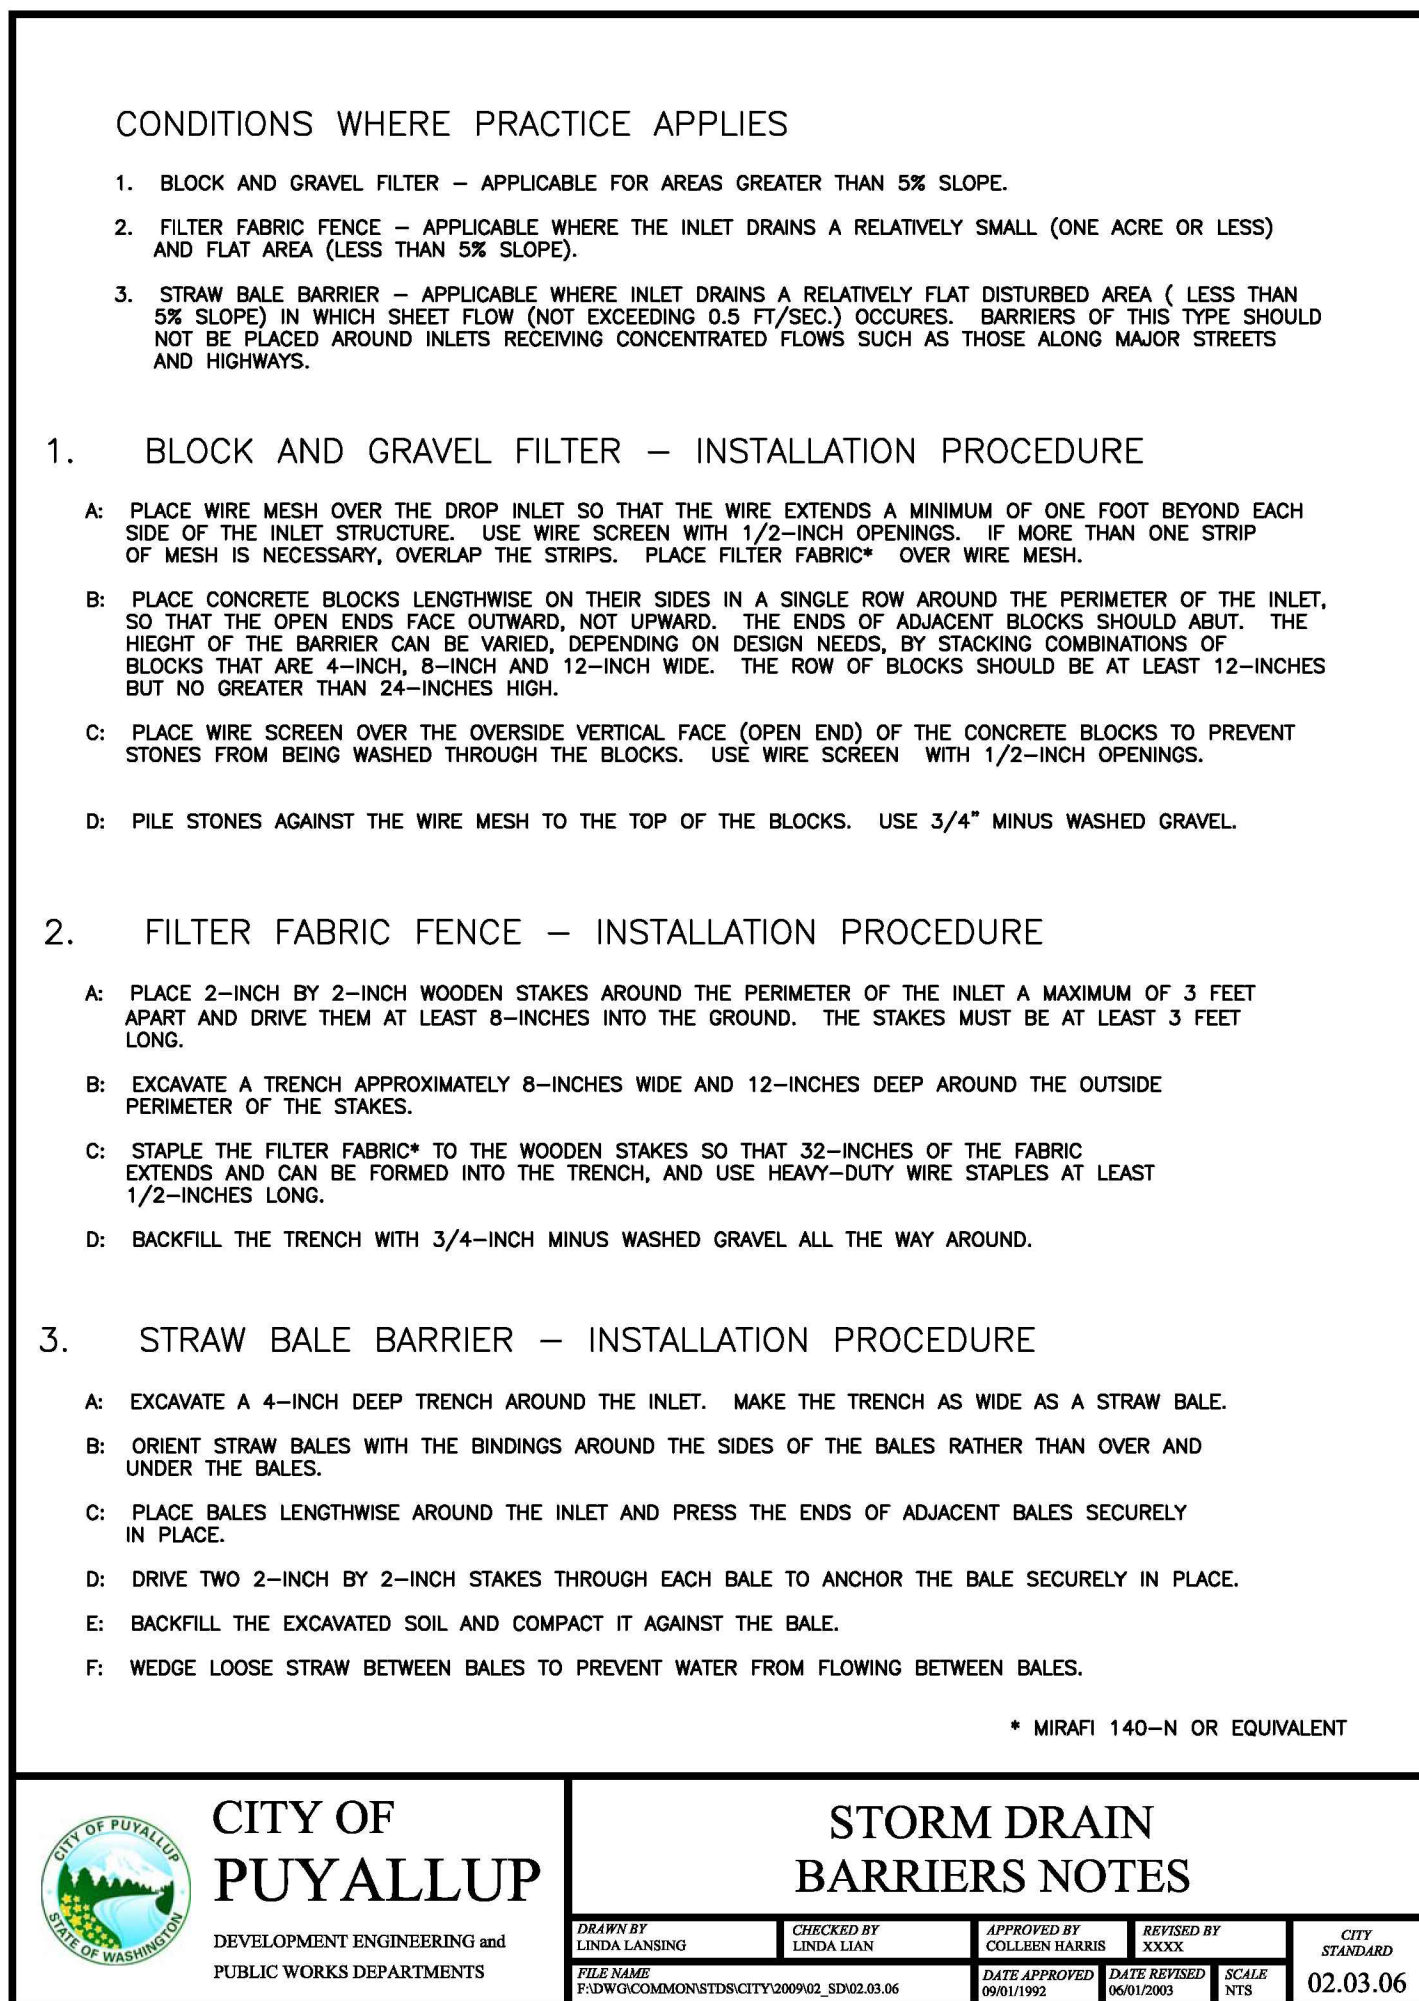 CONDITIONS WHERE PRACTICE APPLIES
1. BLOCK AND GRAVEL FILTER – APPLICABLE FOR AREAS GREATER THAN 5% SLOPE.
2. FILTER FABRIC FENCE – APPLICABLE WHERE THE INLET DRAINS A RELATIVELY SMALL (ONE ACRE OR LESS)
AND FLAT AREA (LESS THAN 5% SLOPE).
3. STRAW BALE BARRIER – APPLICABLE WHERE INLET DRAINS A RELATIVELY FLAT DISTURBED AREA ( LESS THAN
5% SLOPE) IN WHICH SHEET FLOW (NOT EXCEEDING 0.5 FT/SEC.) OCCURES. BARRIERS OF THIS TYPE SHOULD
NOT BE PLACED AROUND INLETS RECEIVING CONCENTRATED FLOWS SUCH AS THOSE ALONG MAJOR STREETS
AND HIGHWAYS.
1. BLOCK AND GRAVEL FILTER – INSTALLATION PROCEDURE
A: PLACE WIRE MESH OVER THE DROP INLET SO THAT THE WIRE EXTENDS A MINIMUM OF ONE FOOT BEYOND EACH
SIDE OF THE INLET STRUCTURE. USE WIRE SCREEN WITH 1/2–INCH OPENINGS. IF MORE THAN ONE STRIP
OF MESH IS NECESSARY, OVERLAP THE STRIPS. PLACE FILTER FABRIC* OVER WIRE MESH.
B: PLACE CONCRETE BLOCKS LENGTHWISE ON THEIR SIDES IN A SINGLE ROW AROUND THE PERIMETER OF THE INLET,
SO THAT THE OPEN ENDS FACE OUTWARD, NOT UPWARD. THE ENDS OF ADJACENT BLOCKS SHOULD ABUT. THE
HIEGHT OF THE BARRIER CAN BE VARIED, DEPENDING ON DESIGN NEEDS, BY STACKING COMBINATIONS OF
BLOCKS THAT ARE 4–INCH, 8–INCH AND 12–INCH WIDE. THE ROW OF BLOCKS SHOULD BE AT LEAST 12–INCHES
BUT NO GREATER THAN 24–INCHES HIGH.
C: PLACE WIRE SCREEN OVER THE OVERSIDE VERTICAL FACE (OPEN END) OF THE CONCRETE BLOCKS TO PREVENT
STONES FROM BEING WASHED THROUGH THE BLOCKS. USE WIRE SCREEN WITH 1/2–INCH OPENINGS.
D: PILE STONES AGAINST THE WIRE MESH TO THE TOP OF THE BLOCKS. USE 3/4" MINUS WASHED GRAVEL.
2. FILTER FABRIC FENCE – INSTALLATION PROCEDURE
A: PLACE 2–INCH BY 2–INCH WOODEN STAKES AROUND THE PERIMETER OF THE INLET A MAXIMUM OF 3 FEET
APART AND DRIVE THEM AT LEAST 8–INCHES INTO THE GROUND. THE STAKES MUST BE AT LEAST 3 FEET
LONG.
B: EXCAVATE A TRENCH APPROXIMATELY 8–INCHES WIDE AND 12–INCHES DEEP AROUND THE OUTSIDE
PERIMETER OF THE STAKES.
C: STAPLE THE FILTER FABRIC* TO THE WOODEN STAKES SO THAT 32–INCHES OF THE FABRIC
EXTENDS AND CAN BE FORMED INTO THE TRENCH, AND USE HEAVY–DUTY WIRE STAPLES AT LEAST
1/2–INCHES LONG.
D: BACKFILL THE TRENCH WITH 3/4–INCH MINUS WASHED GRAVEL ALL THE WAY AROUND.
3. STRAW BALE BARRIER – INSTALLATION PROCEDURE
A: EXCAVATE A 4–INCH DEEP TRENCH AROUND THE INLET. MAKE THE TRENCH AS WIDE AS A STRAW BALE.
B: ORIENT STRAW BALES WITH THE BINDINGS AROUND THE SIDES OF THE BALES RATHER THAN OVER AND
UNDER THE BALES.
C: PLACE BALES LENGTHWISE AROUND THE INLET AND PRESS THE ENDS OF ADJACENT BALES SECURELY
IN PLACE.
D: DRIVE TWO 2–INCH BY 2–INCH STAKES THROUGH EACH BALE TO ANCHOR THE BALE SECURELY IN PLACE.
E: BACKFILL THE EXCAVATED SOIL AND COMPACT IT AGAINST THE BALE.
F: WEDGE LOOSE STRAW BETWEEN BALES TO PREVENT WATER FROM FLOWING BETWEEN BALES.
* MIRAFI 140–N OR EQUIVALENT
CITY OF PUYALLUP
STATE OF WASHINGTON
CITY OF
PUYALLUP
DEVELOPMENT ENGINEERING and
PUBLIC WORKS DEPARTMENTS
STORM DRAIN
BARRIERS NOTES
DRAWN BY
LINDA LANSING
CHECKED BY
LINDA LIAN
APPROVED BY
COLLEEN HARRIS
REVISED BY
XXXX
FILE NAME
F:\DWG\COMMON\STDS\CITY\2009\02_SD\02.03.06
DATE APPROVED
09/01/1992
DATE REVISED
06/01/2003
SCALE
NTS
CITY
STANDARD
02.03.06